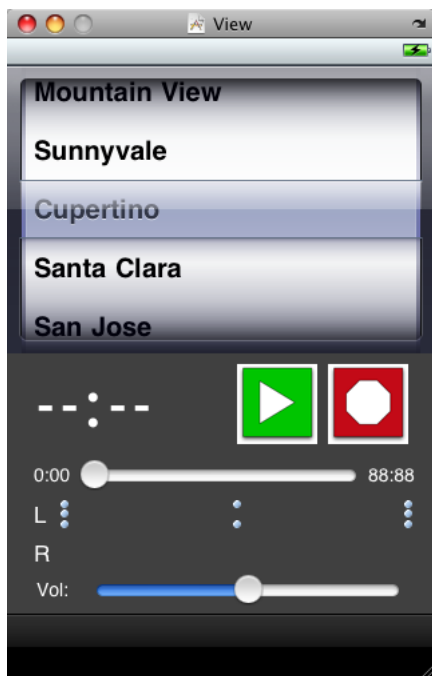 View
Mountain View
Sunnyvale
Cupertino
Santa Clara
San Jose
--:--
0:00 88:88
L
R
Vol: